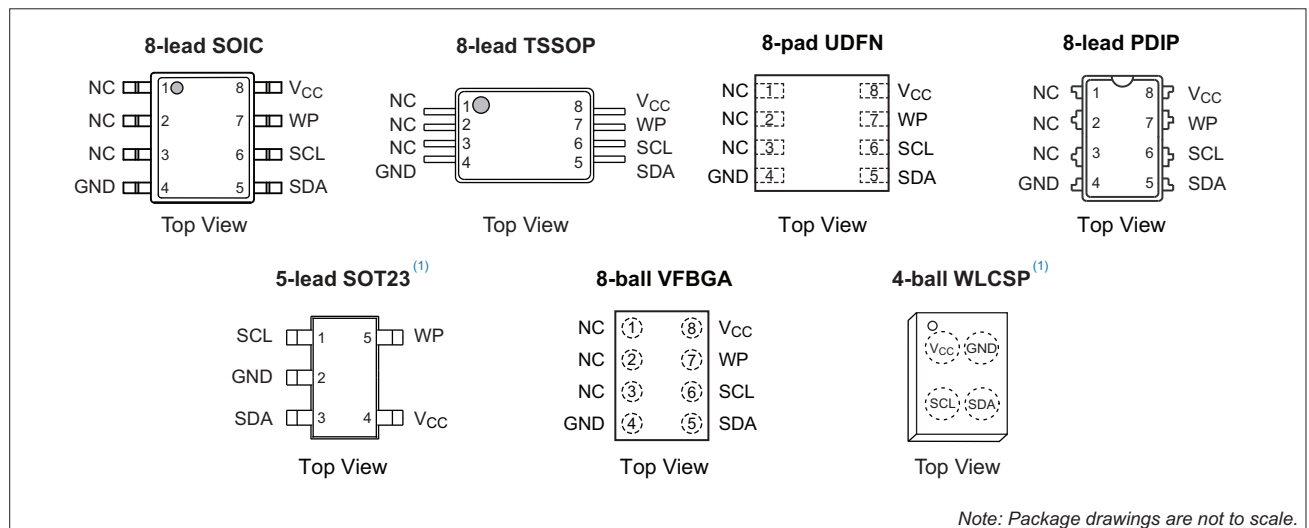 8-lead SOIC
NC 1 8 VCC
NC 2 7 WP
NC 3 6 SCL
GND 4 5 SDA
Top View
8-lead TSSOP
NC 1 8 VCC
NC 2 7 WP
NC 3 6 SCL
GND 4 5 SDA
Top View
8-pad UDFN
NC 1 8 VCC
NC 2 7 WP
NC 3 6 SCL
GND 4 5 SDA
Top View
8-lead PDIP
NC 1 8 VCC
NC 2 7 WP
NC 3 6 SCL
GND 4 5 SDA
Top View
5-lead SOT23 (1)
SCL 1 5 WP
GND 2
SDA 3 4 VCC
Top View
8-ball VFBGA
NC 1 8 VCC
NC 2 7 WP
NC 3 6 SCL
GND 4 5 SDA
Top View
4-ball WLCSP (1)
VCC GND
SCL SDA
Top View
Note: Package drawings are not to scale.